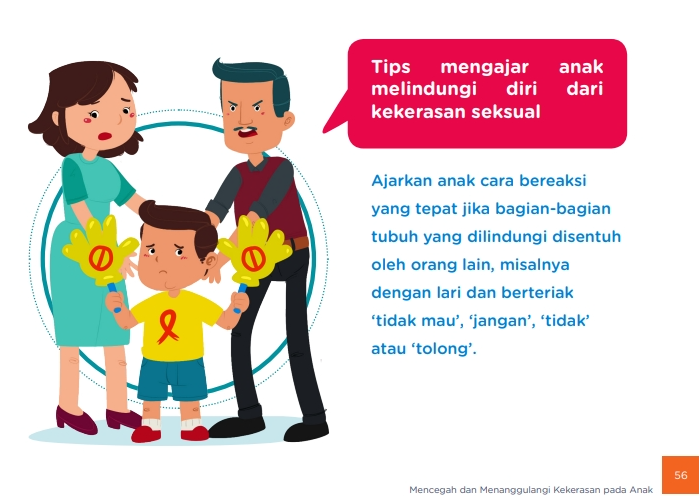 Tips mengajar anak
melindungi diri dari
kekerasan seksual
Ajarkan anak cara bereaksi
yang tepat jika bagian-bagian
tubuh yang dilindungi disentuh
oleh orang lain, misalnya
dengan lari dan berteriak
‘tidak mau’, ‘jangan’, ‘tidak’
atau ‘tolong’.
56
Mencegah dan Menanggulangi Kekerasan pada Anak